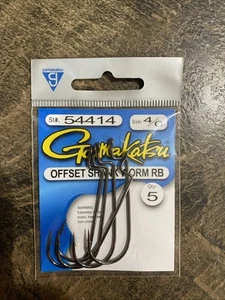 Stk. 54414 Size: 4/0
Gamakatsu
OFFSET SHANK WORM RB
Qty.
5
WARNING: